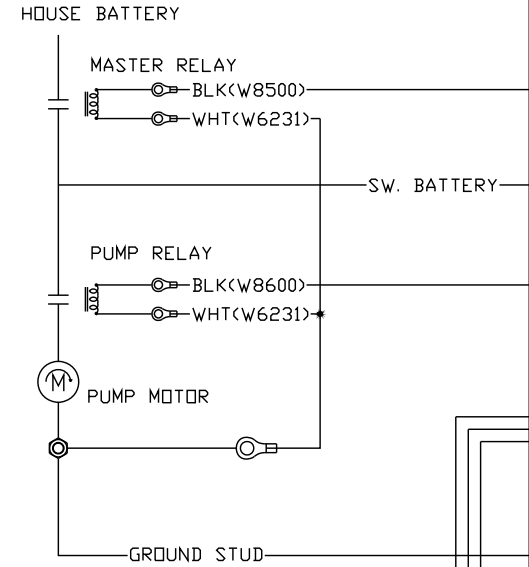 HOUSE BATTERY
MASTER RELAY
BLK(W8500)
WHT(W6231)
SW. BATTERY
PUMP RELAY
BLK(W8600)
WHT(W6231)
M
PUMP MOTOR
GROUND STUD